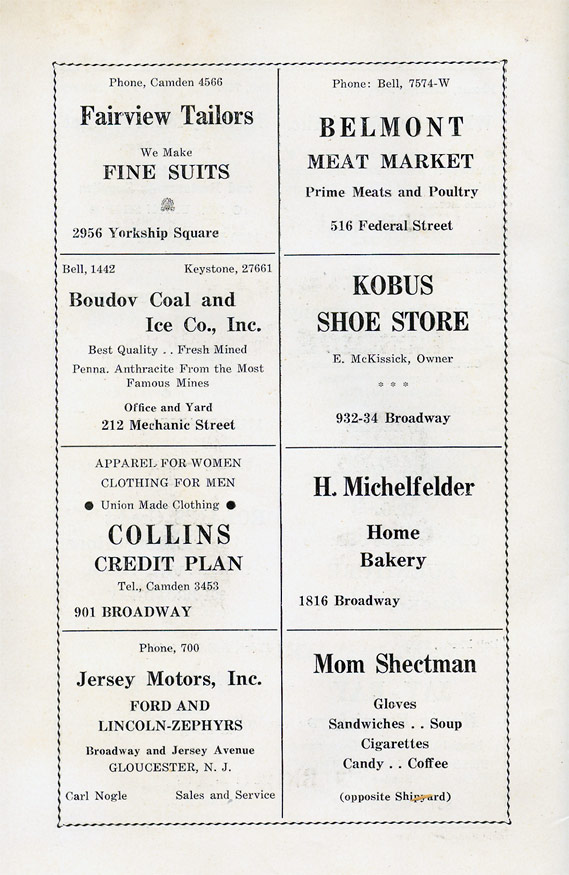 Phone, Camden 4566
Fairview Tailors
We Make
FINE SUITS
2956 Yorkship Square
Bell, 1442 Keystone, 27661
Boudov Coal and
Ice Co., Inc.
Best Quality . . Fresh Mined
Penna. Anthracite From the Most
Famous Mines
Office and Yard
212 Mechanic Street
APPAREL FOR WOMEN
CLOTHING FOR MEN
● Union Made Clothing ●
COLLINS
CREDIT PLAN
Tel., Camden 3453
901 BROADWAY
Phone, 700
Jersey Motors, Inc.
FORD AND
LINCOLN-ZEPHYRS
Broadway and Jersey Avenue
GLOUCESTER, N. J.
Carl Nogle Sales and Service
Phone: Bell, 7574-W
BELMONT
MEAT MARKET
Prime Meats and Poultry
516 Federal Street
KOBUS
SHOE STORE
E. McKissick, Owner
* * *
932-34 Broadway
H. Michelfelder
Home
Bakery
1816 Broadway
Mom Shectman
Gloves
Sandwiches . . Soup
Cigarettes
Candy . . Coffee
(opposite Shipyard)